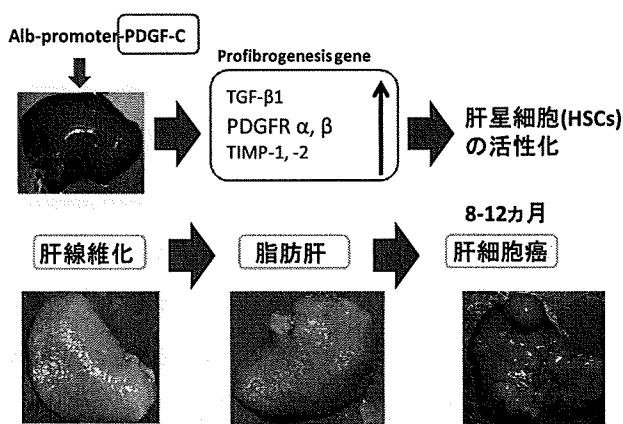 Alb-promoter-PDGF-C
Profibrogenesis gene
TGF-β1
PDGFR α, β
TIMP-1, -2
肝星細胞(HSCs)
の活性化
8-12カ月
肝線維化
脂肪肝
肝細胞癌